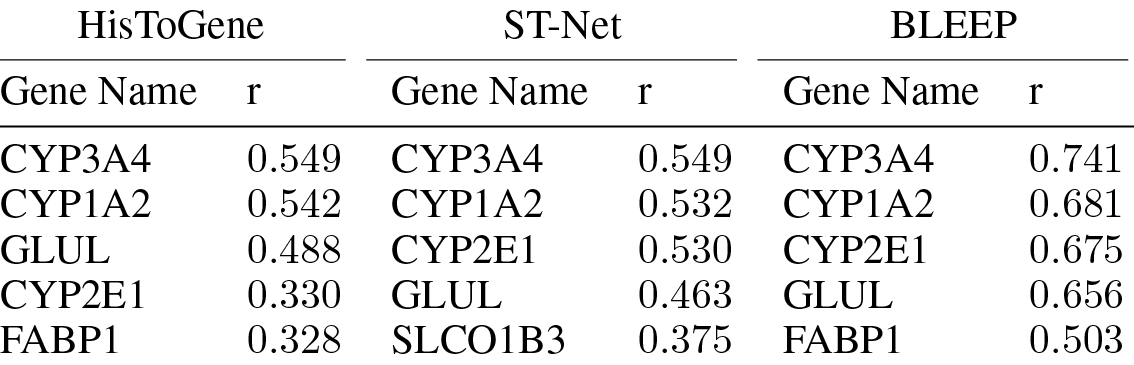 HisToGene ST-Net BLEEP
Gene Name r Gene Name r Gene Name r
CYP3A4 0.549 CYP3A4 0.549 CYP3A4 0.741
CYP1A2 0.542 CYP1A2 0.532 CYP1A2 0.681
GLUL 0.488 CYP2E1 0.530 CYP2E1 0.675
CYP2E1 0.330 GLUL 0.463 GLUL 0.656
FABP1 0.328 SLCO1B3 0.375 FABP1 0.503